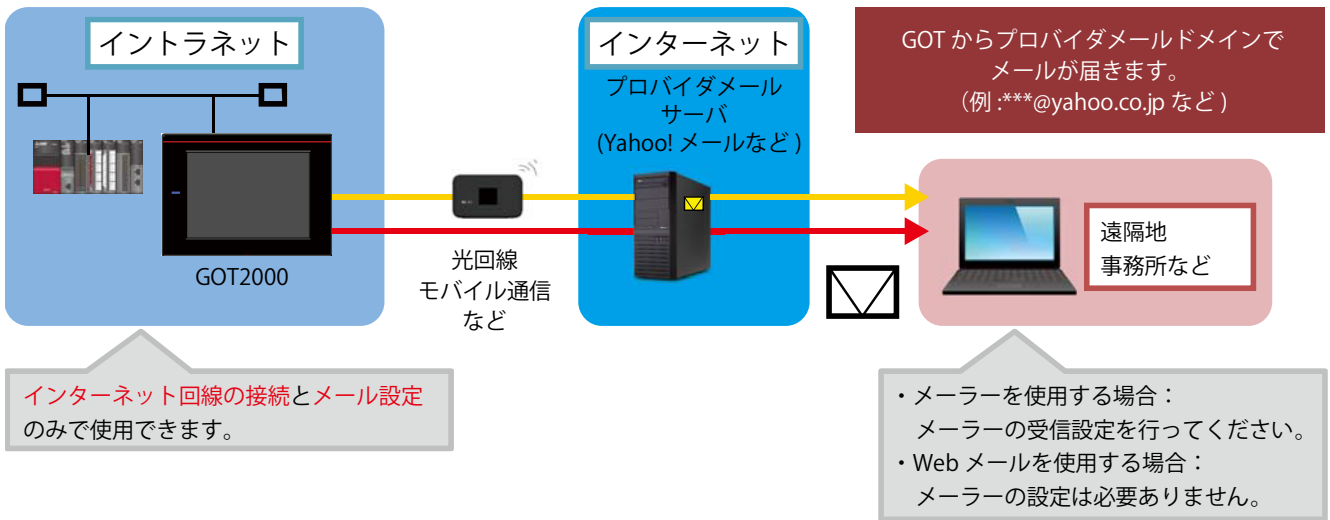 イントラネット
GOT2000
光回線
モバイル通信
など
インターネット
プロバイダメール
サーバ
(Yahoo! メールなど )
GOT からプロバイダメールドメインで
メールが届きます。
（例 :***@yahoo.co.jp など )
遠隔地
事務所など
インターネット回線の接続とメール設定
のみで使用できます。
・メーラーを使用する場合：
メーラーの受信設定を行ってください。
・Web メールを使用する場合：
メーラーの設定は必要ありません。